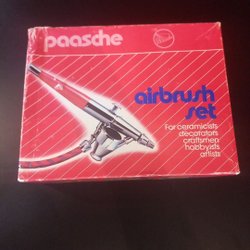 paasche
airbrush
set
For ceramicists
decorators
craftsmen
hobbyists
artists